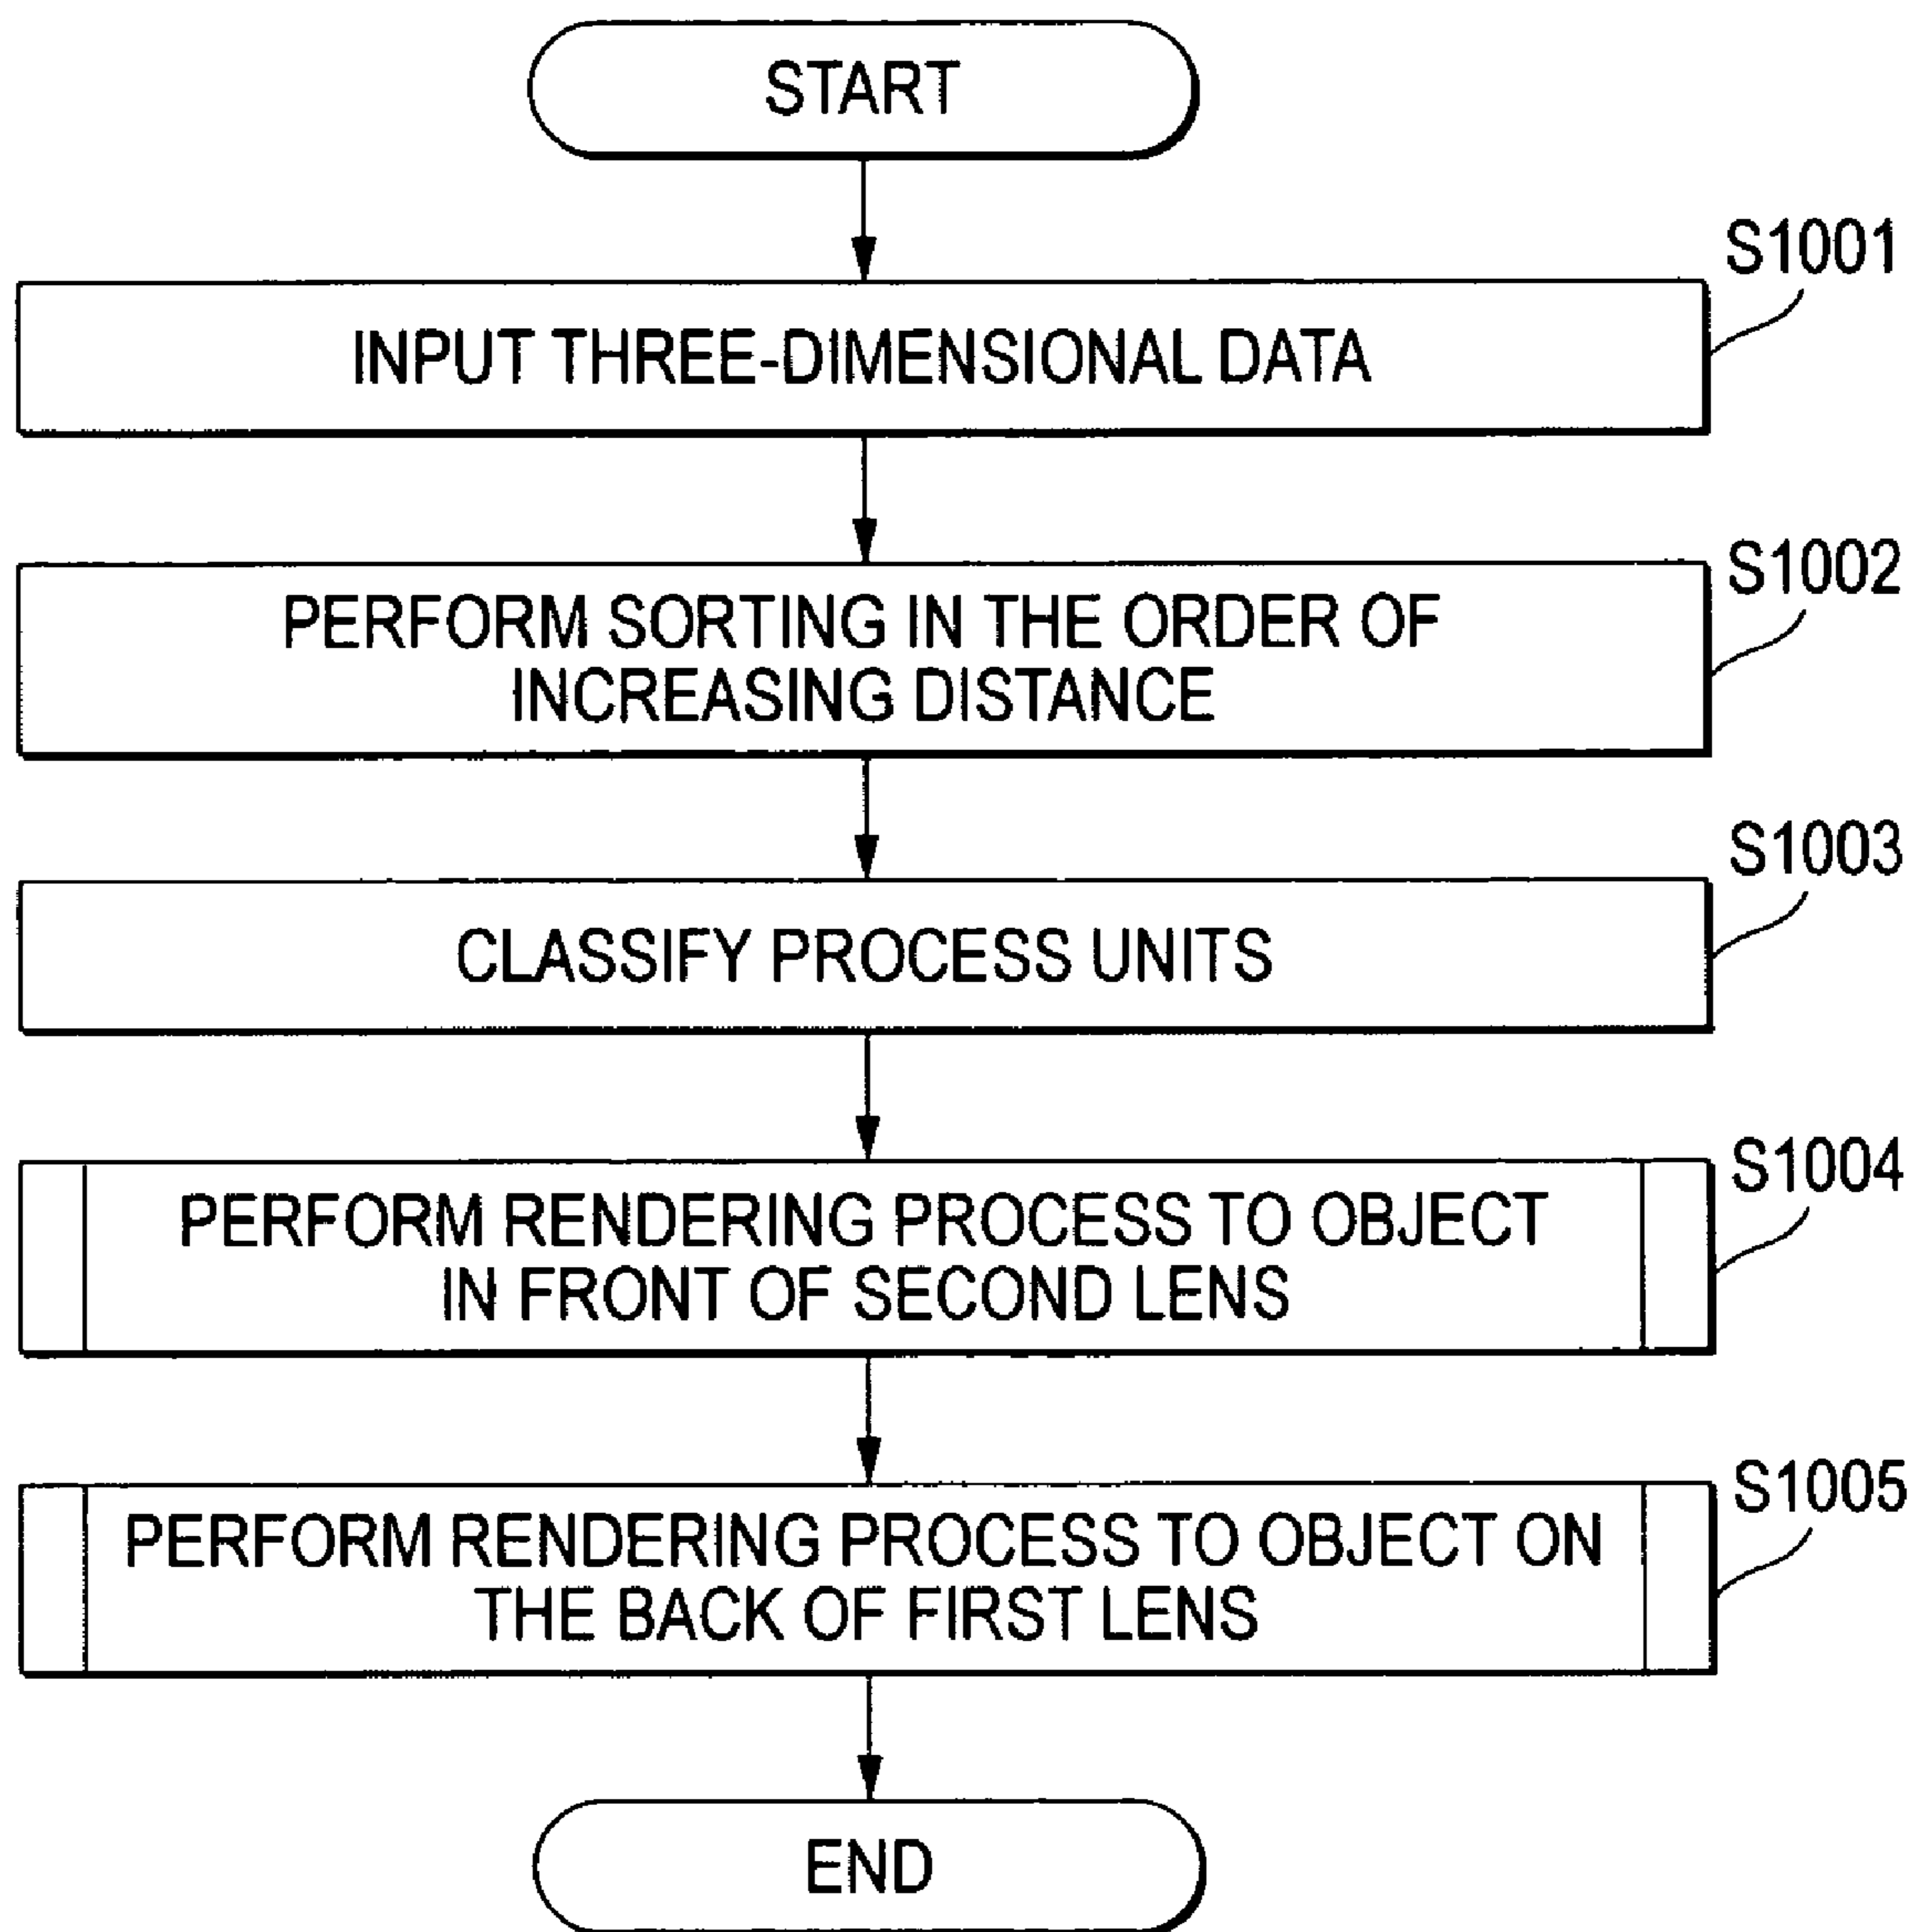 START
S1001
INPUT THREE-DIMENSIONAL DATA
S1002
PERFORM SORTING IN THE ORDER OF
INCREASING DISTANCE
S1003
CLASSIFY PROCESS UNITS
S1004
PERFORM RENDERING PROCESS TO OBJECT
IN FRONT OF SECOND LENS
S1005
PERFORM RENDERING PROCESS TO OBJECT ON
THE BACK OF FIRST LENS
END